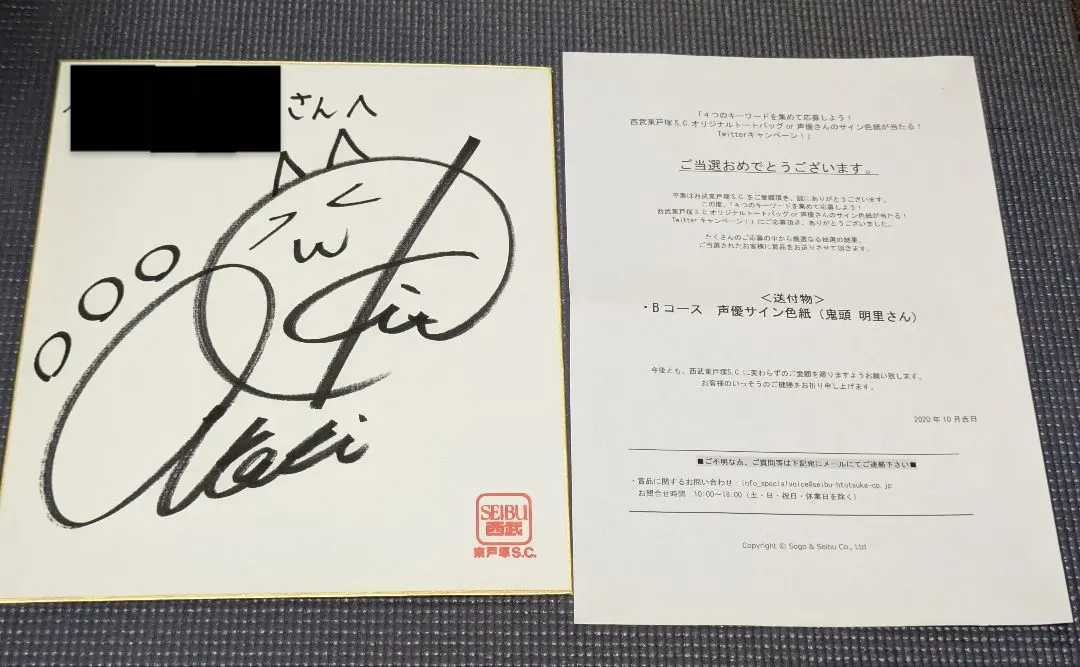 さんへ
Akari
Kito
SEIBU
西武
東戸塚S.C.
「4つのキーワードを集めて応募しよう！
西武東戸塚S.C.オリジナルトートバッグor声優さんのサイン色紙が当たる！
Twitterキャンペーン！」
ご当選おめでとうございます。
平素は西武東戸塚S.C.をご愛顧頂き、誠にありがとうございます。
この度、「4つのキーワードを集めて応募しよう！
西武東戸塚S.C.オリジナルトートバッグor声優さんのサイン色紙が当たる！
Twitterキャンペーン！」にご応募頂き、ありがとうございました。
たくさんのご応募の中から厳選なる抽選の結果、
ご当選されたお客様に賞品をお送りさせて頂きます。
＜送付物＞
・Bコース　声優サイン色紙（鬼頭 明里さん）
今後とも、西武東戸塚S.C.に変わらずのご愛顧を賜りますようお願い致します。
お客様のいっそうのご健勝をお祈り申し上げます。
2020年10月吉日
■ご不明な点、ご質問等は下記宛にメールにてご連絡下さい■
・賞品に関するお問い合わせ：info_specialvoice@seibu-htotsuka-cp.jp
お問合せ時間：10:00〜18:00（土・日・祝日・休業日を除く）
Copyright © Sogo & Seibu Co., Ltd